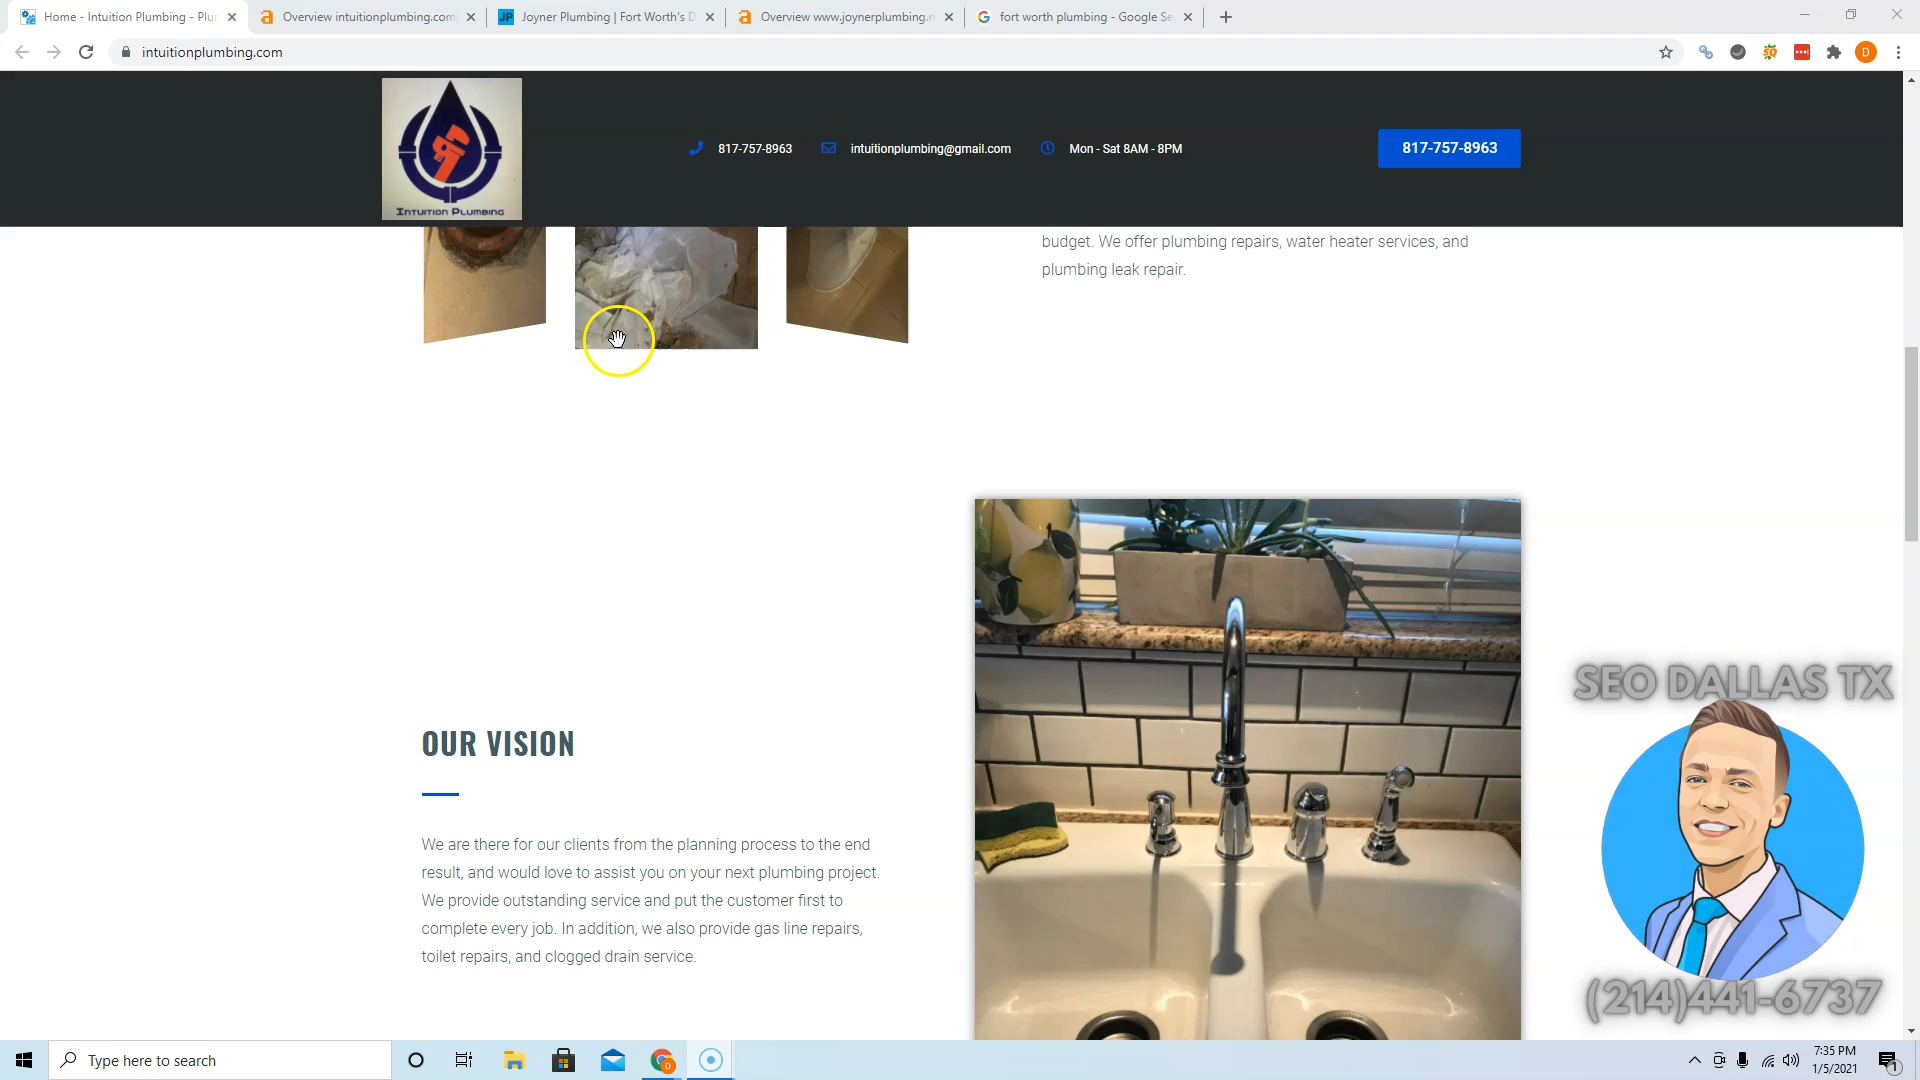 Home - Intuition Plumbing - Plu
Overview intuitionplumbing.com
JP
Joyner Plumbing | Fort Worth's D
Overview www.joynerplumbing.n
fort worth plumbing - Google Se
intuitionplumbing.com
D
INTUITION PLUMBING
817-757-8963
intuitionplumbing@gmail.com
Mon - Sat 8AM - 8PM
817-757-8963
budget. We offer plumbing repairs, water heater services, and
plumbing leak repair.
OUR VISION
We are there for our clients from the planning process to the end
result, and would love to assist you on your next plumbing project.
We provide outstanding service and put the customer first to
complete every job. In addition, we also provide gas line repairs,
toilet repairs, and clogged drain service.
SEO DALLAS TX
(214)441-6737
Type here to search
7:35 PM
1/5/2021
1